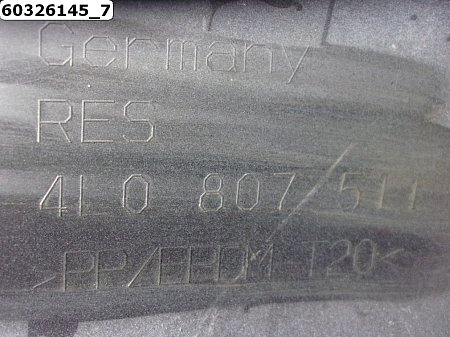 60326145_7
Germany
RES
4L0 807 511
>PP/EPDM-T20<